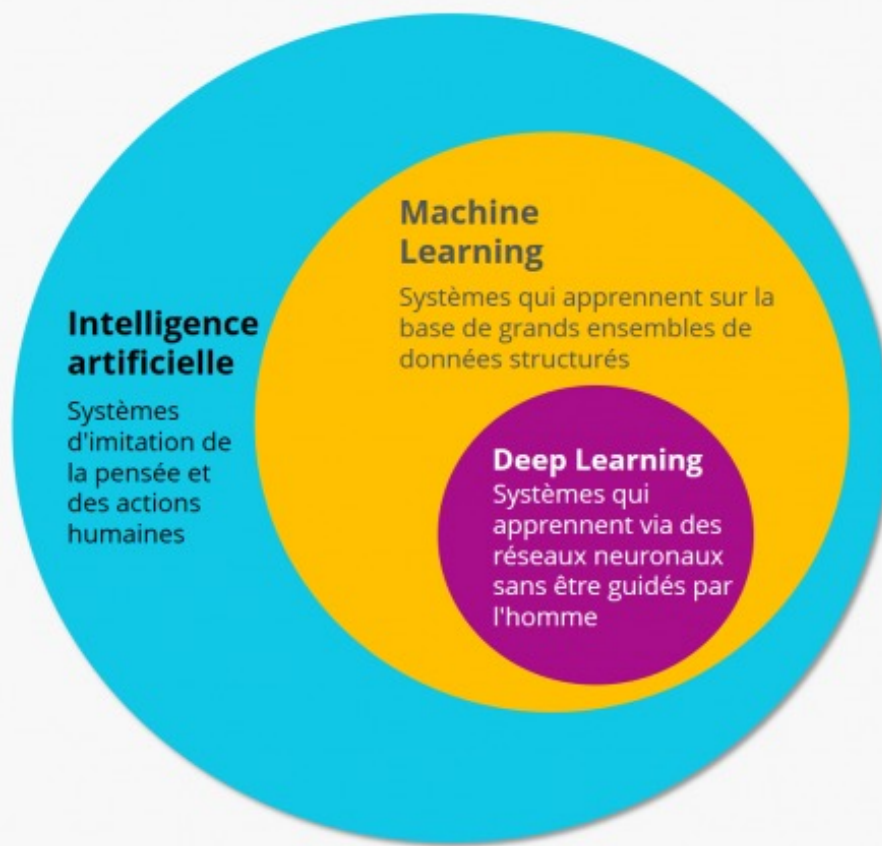 Machine
Learning
Systèmes qui apprennent sur la
base de grands ensembles de
données structurés
Intelligence
artificielle
Systèmes
d'imitation de
la pensée et
des actions
humaines
Deep Learning
Systèmes qui
apprennent via des
réseaux neuronaux
sans être guidés par
l'homme